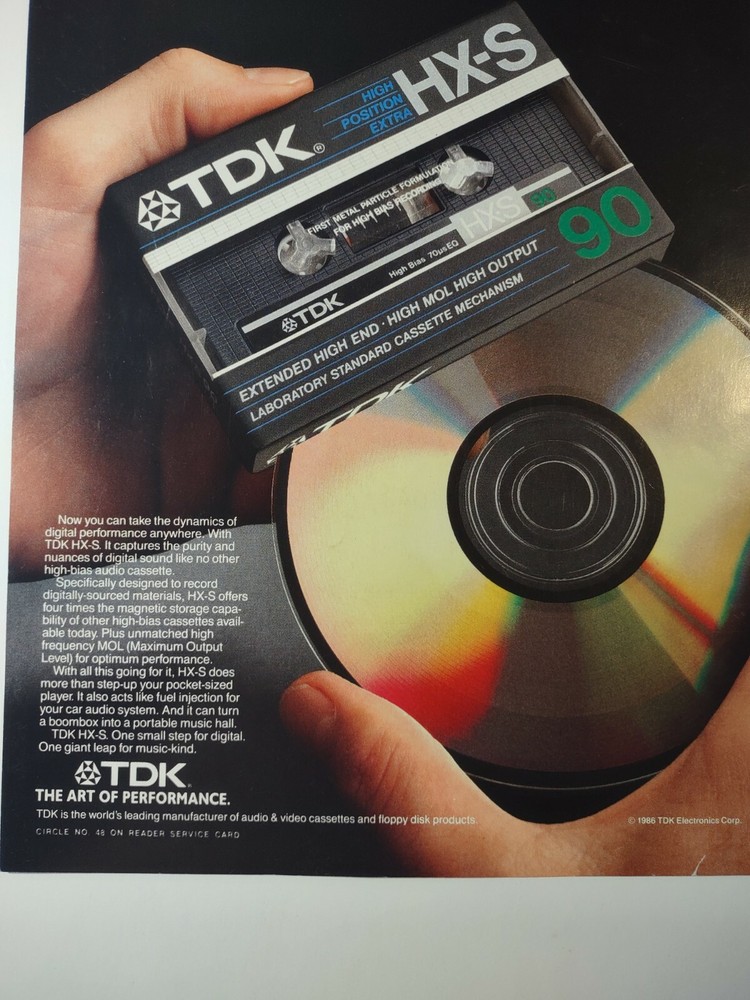 HX-S
HIGH
POSITION
EXTRA
TDK®
FIRST METAL PARTICLE FORMULATION
FOR HIGH BIAS RECORDING
HX-S 90
High Bias 70usEQ
TDK
90
EXTENDED HIGH END · HIGH MOL HIGH OUTPUT
LABORATORY STANDARD CASSETTE MECHANISM
TDK
Now you can take the dynamics of
digital performance anywhere. With
TDK HX-S. It captures the purity and
nuances of digital sound like no other
high-bias audio cassette.
Specifically designed to record
digitally-sourced materials, HX-S offers
four times the magnetic storage capa-
bility of other high-bias cassettes avail-
able today. Plus unmatched high
frequency MOL (Maximum Output
Level) for optimum performance.
With all this going for it, HX-S does
more than step-up your pocket-sized
player. It also acts like fuel injection for
your car audio system. And it can turn
a boombox into a portable music hall.
TDK HX-S. One small step for digital.
One giant leap for music-kind.
TDK®
THE ART OF PERFORMANCE.
TDK is the world's leading manufacturer of audio & video cassettes and floppy disk products.
© 1986 TDK Electronics Corp.
CIRCLE NO. 48 ON READER SERVICE CARD